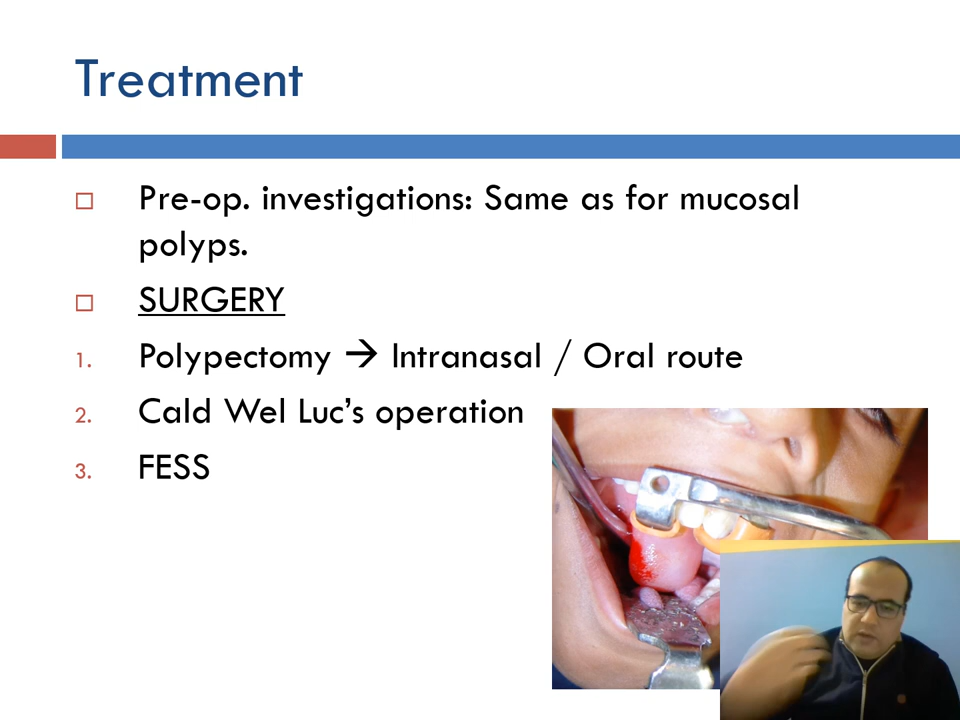 Treatment
Pre-op. investigations: Same as for mucosal
polyps.
SURGERY
1. Polypectomy → Intranasal / Oral route
2. Cald Wel Luc’s operation
3. FESS